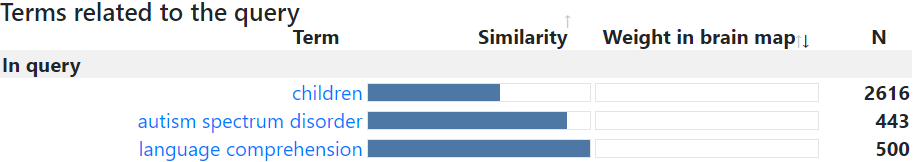 Terms related to the query
Term Similarity↑ Weight in brain map↑↓ N
In query
children 2616
autism spectrum disorder 443
language comprehension 500